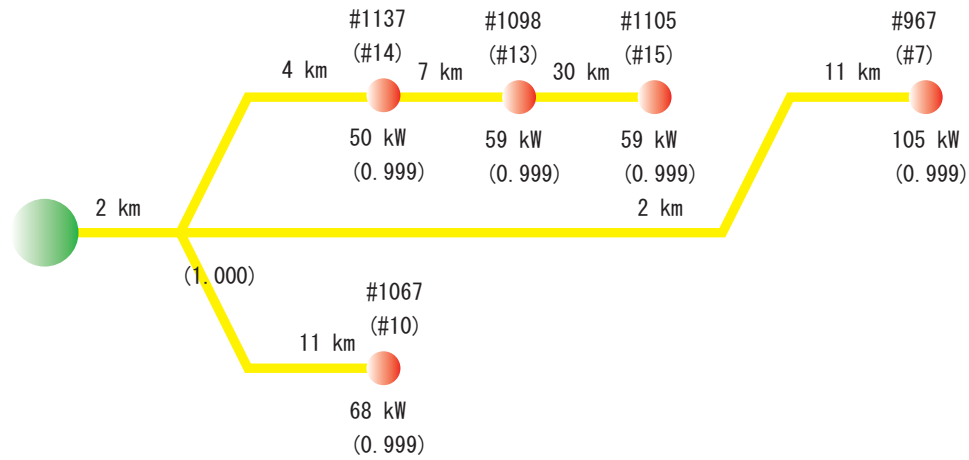 #1137
(#14)
#1098
(#13)
#1105
(#15)
#967
(#7)
4 km
7 km
30 km
11 km
50 kW
(0.999)
59 kW
(0.999)
59 kW
(0.999)
105 kW
(0.999)
2 km
2 km
(1.000)
#1067
(#10)
11 km
68 kW
(0.999)